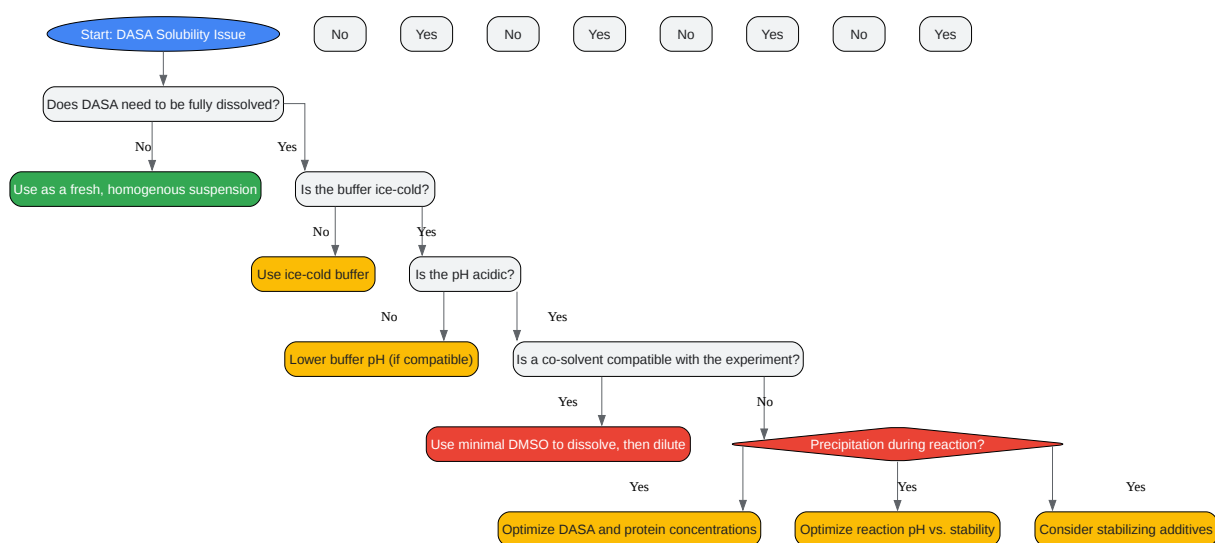 Start: DASA Solubility Issue
No
Yes
No
Yes
No
Yes
No
Yes
Does DASA need to be fully dissolved?
No
Yes
Use as a fresh, homogenous suspension
Is the buffer ice-cold?
No
Yes
Use ice-cold buffer
Is the pH acidic?
No
Yes
Lower buffer pH (if compatible)
Is a co-solvent compatible with the experiment?
Yes
No
Use minimal DMSO to dissolve, then dilute
Precipitation during reaction?
Yes
Yes
Yes
Optimize DASA and protein concentrations
Optimize reaction pH vs. stability
Consider stabilizing additives